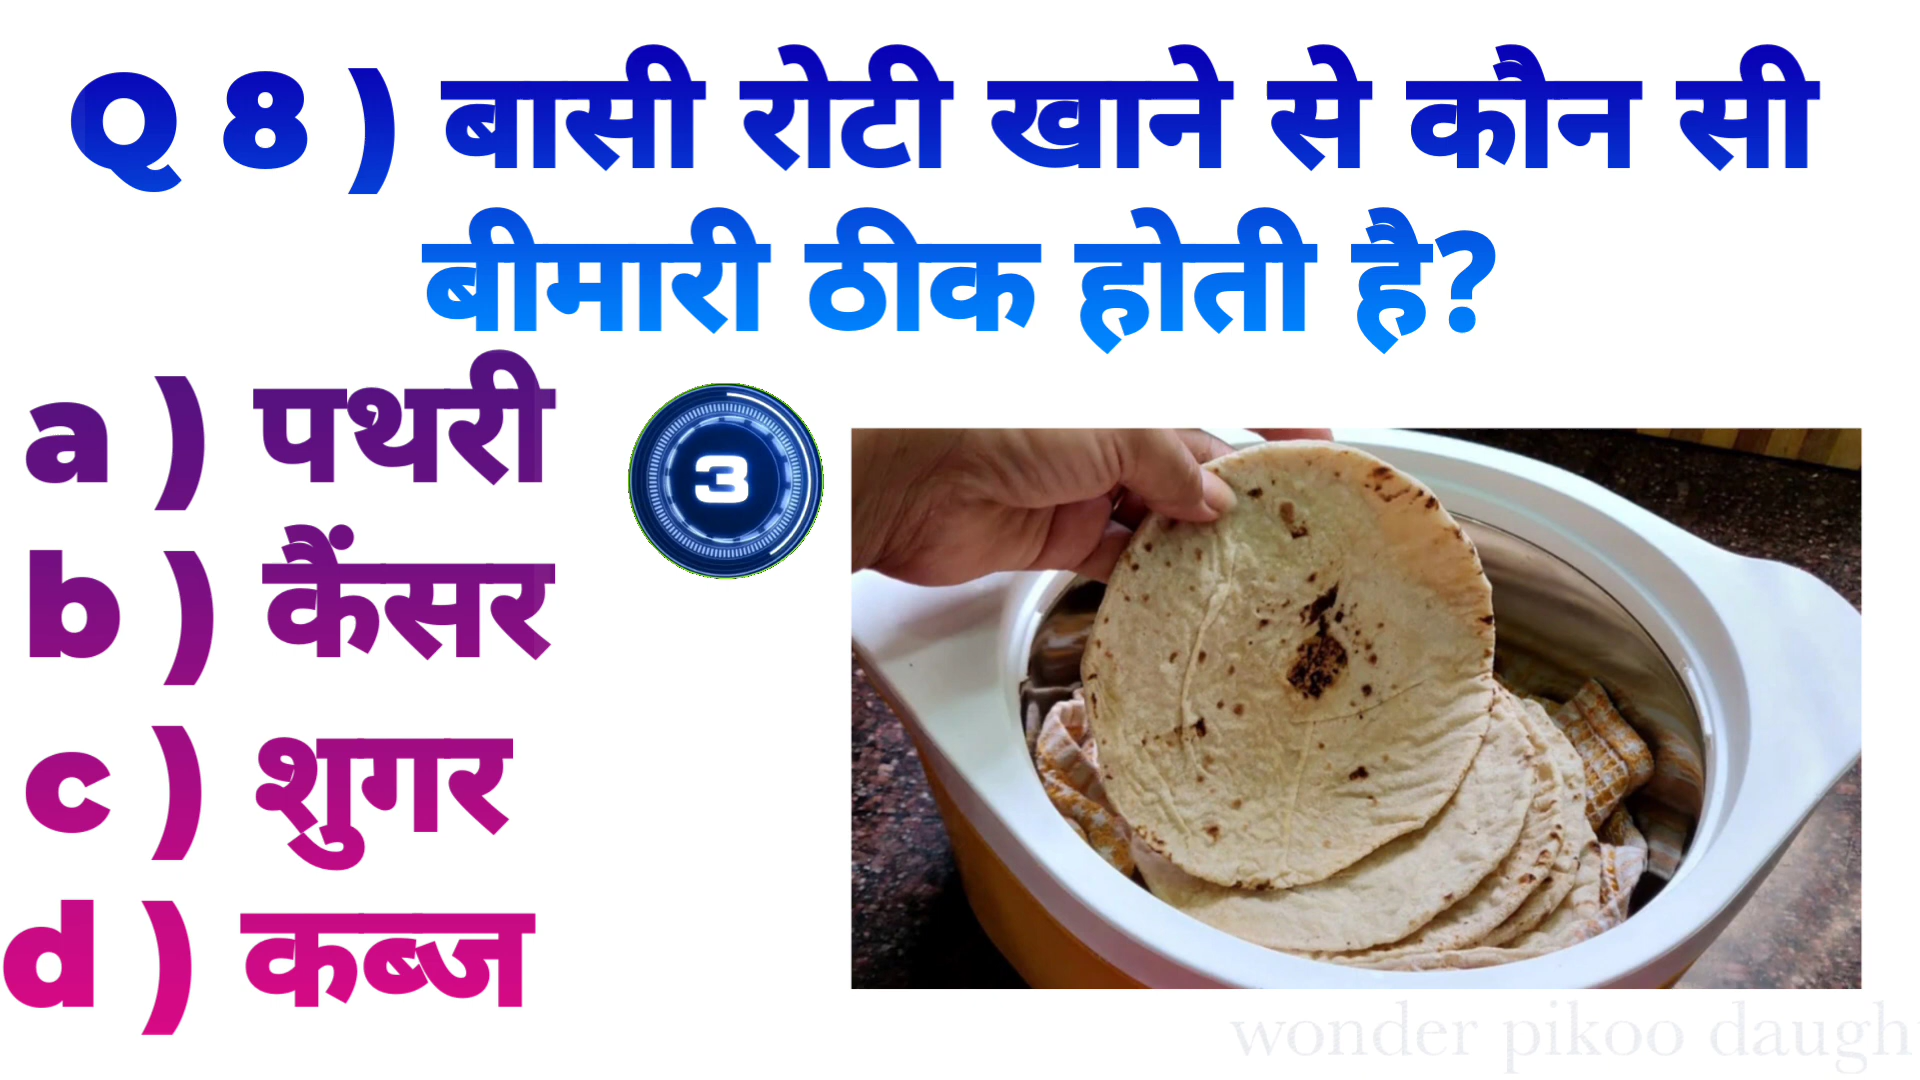 Q 8 ) बासी रोटी खाने से कौन सी
बीमारी ठीक होती है?
a ) पथरी
3
b ) कैंसर
c ) शुगर
d ) कब्ज
wonder pikoo daugh